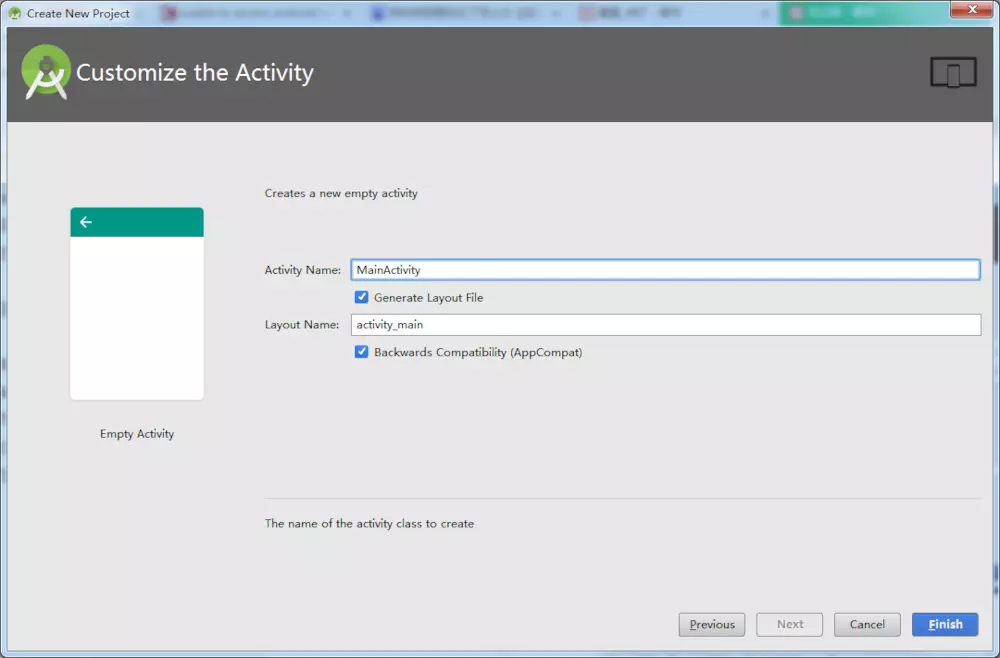 Create New Project
Customize the Activity
Creates a new empty activity
Activity Name: MainActivity
Generate Layout File
Layout Name: activity_main
Backwards Compatibility (AppCompat)
Empty Activity
The name of the activity class to create
Previous Next Cancel Finish